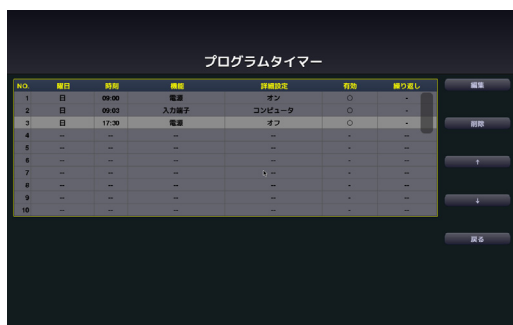 プログラムタイマー
NO. 曜日 時刻 機能 詳細設定 有効 繰り返し
1 日 09:00 電源 オン ○ -
2 日 09:03 入力端子 コンピュータ ○ -
3 日 17:30 電源 オフ ○ -
4 -- -- -- -- - --
5 -- -- -- -- - --
6 -- -- -- -- - --
7 -- -- -- -- - --
8 -- -- -- -- - --
9 -- -- -- -- - --
10 -- -- -- -- - --
編集
削除
↑
↓
戻る